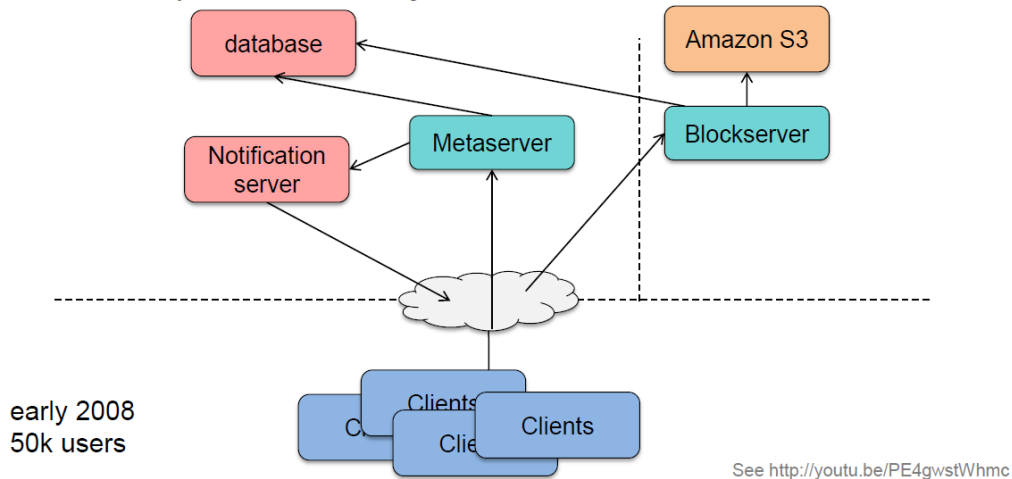 database
Amazon S3
Metaserver
Blockserver
Notification
server
Clients
Clients
early 2008
50k users
See http://youtu.be/PE4gwstWhmc